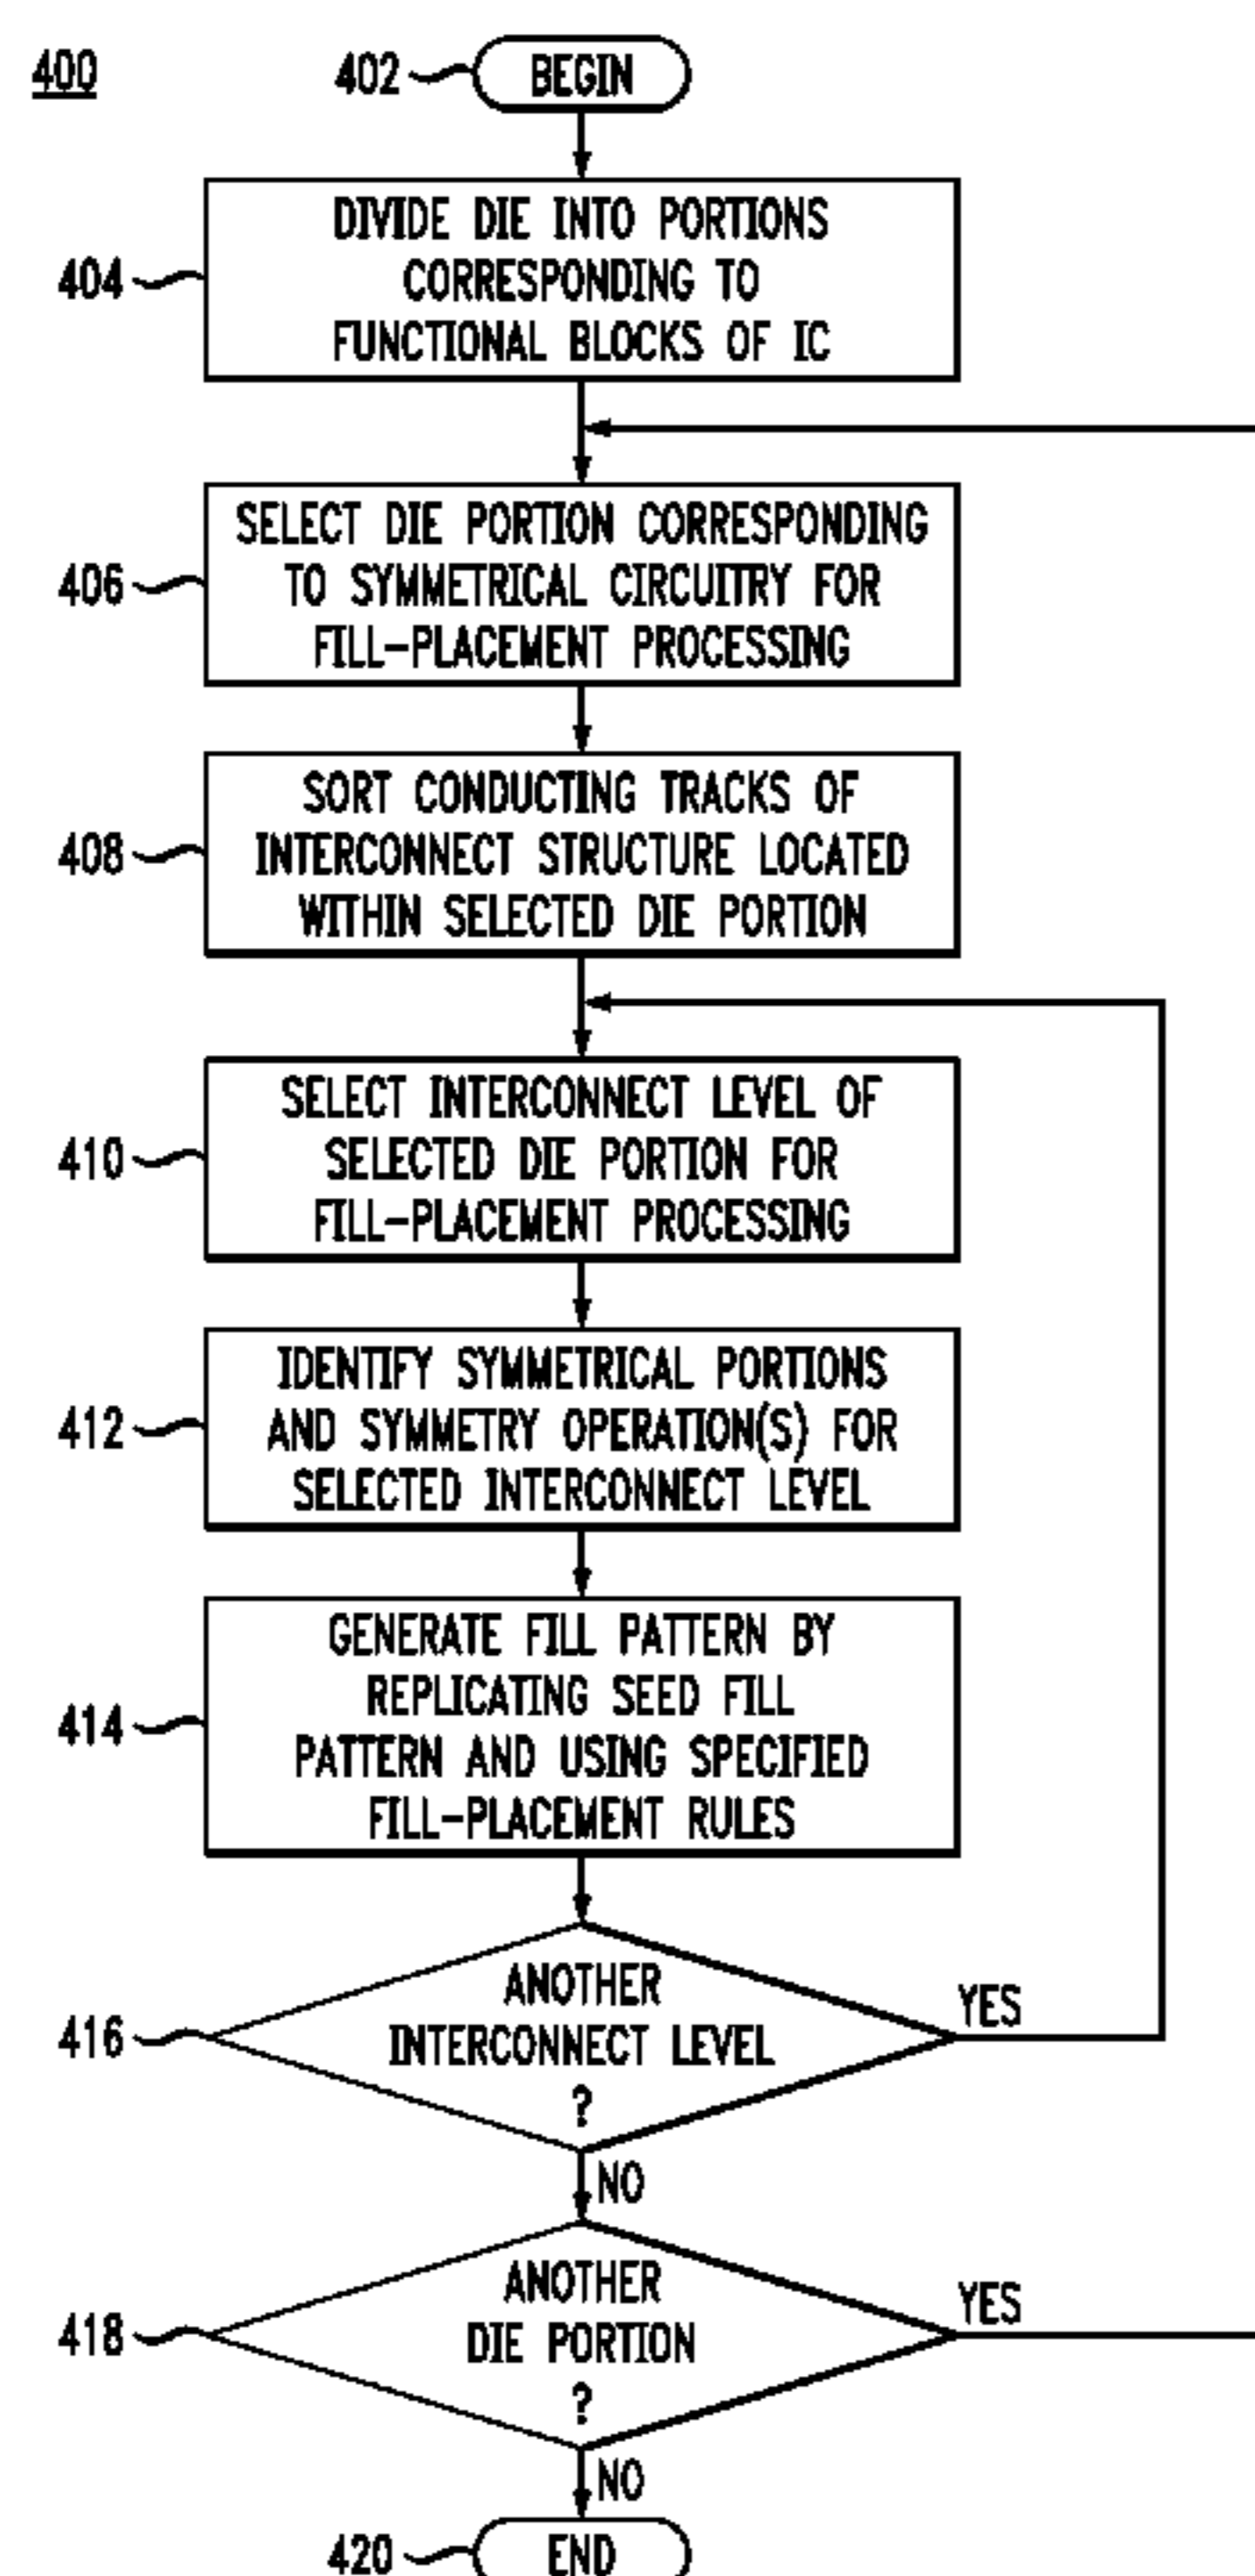 400
402
BEGIN
404
DIVIDE DIE INTO PORTIONS
CORRESPONDING TO
FUNCTIONAL BLOCKS OF IC
406
SELECT DIE PORTION CORRESPONDING
TO SYMMETRICAL CIRCUITRY FOR
FILL-PLACEMENT PROCESSING
408
SORT CONDUCTING TRACKS OF
INTERCONNECT STRUCTURE LOCATED
WITHIN SELECTED DIE PORTION
410
SELECT INTERCONNECT LEVEL OF
SELECTED DIE PORTION FOR
FILL-PLACEMENT PROCESSING
412
IDENTIFY SYMMETRICAL PORTIONS
AND SYMMETRY OPERATION(S) FOR
SELECTED INTERCONNECT LEVEL
414
GENERATE FILL PATTERN BY
REPLICATING SEED FILL
PATTERN AND USING SPECIFIED
FILL-PLACEMENT RULES
416
ANOTHER
INTERCONNECT LEVEL
?
YES
NO
418
ANOTHER
DIE PORTION
?
YES
NO
420
END